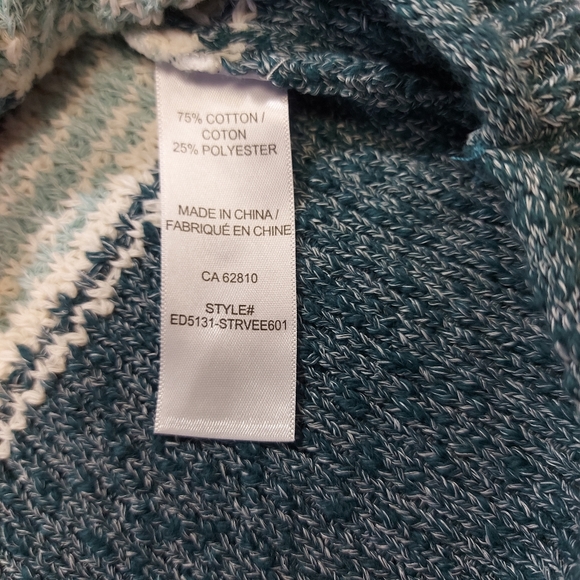 75% COTTON /
COTON
25% POLYESTER
MADE IN CHINA /
FABRIQUÉ EN CHINE
CA 62810
STYLE#
ED5131-STRVEE601